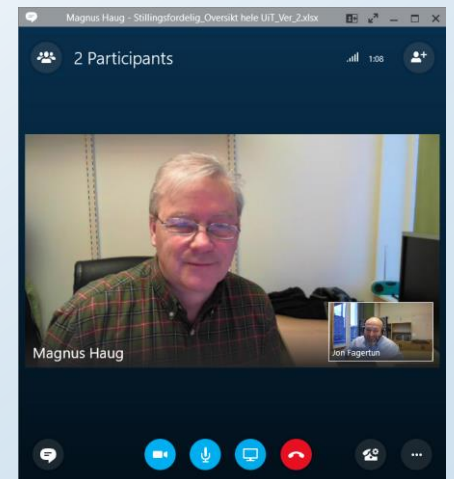 Magnus Haug - Stillingsfordelig_Oversikt hele UiT_Ver_2.xlsx
2 Participants
1:08
Magnus Haug
Jon Fagertun